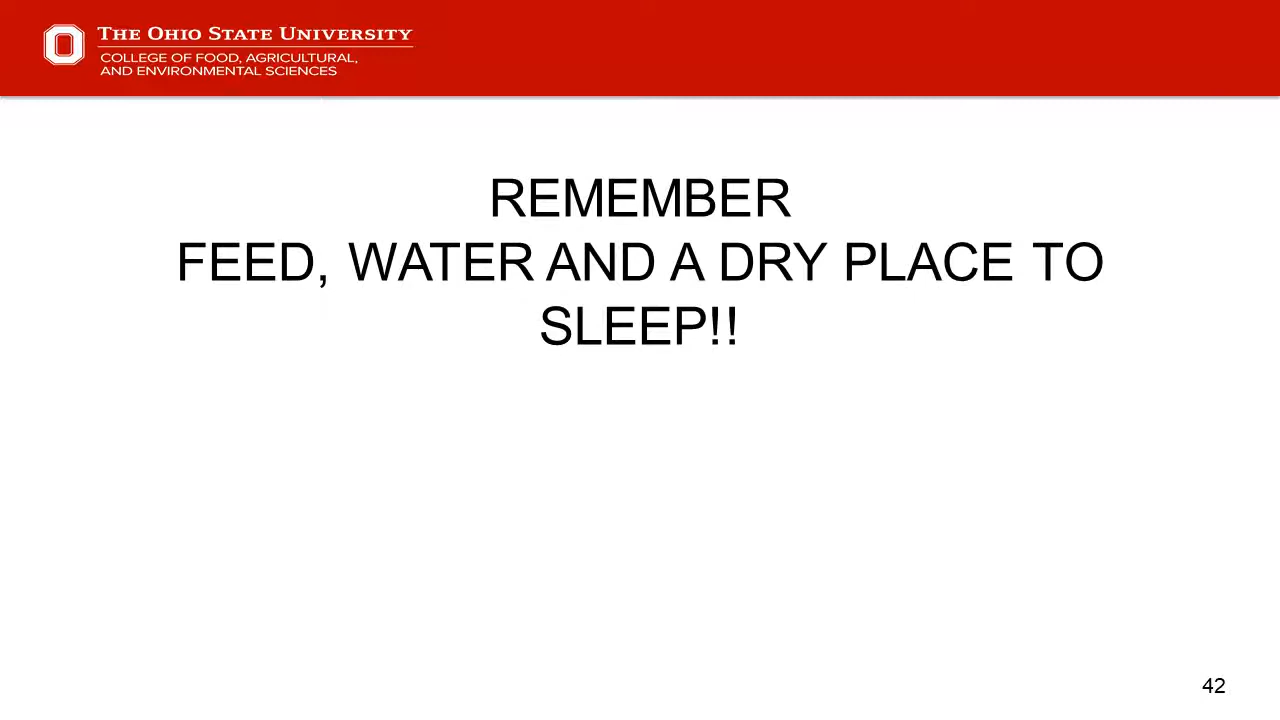 THE OHIO STATE UNIVERSITY
COLLEGE OF FOOD, AGRICULTURAL,
AND ENVIRONMENTAL SCIENCES
REMEMBER
FEED, WATER AND A DRY PLACE TO
SLEEP!!
42